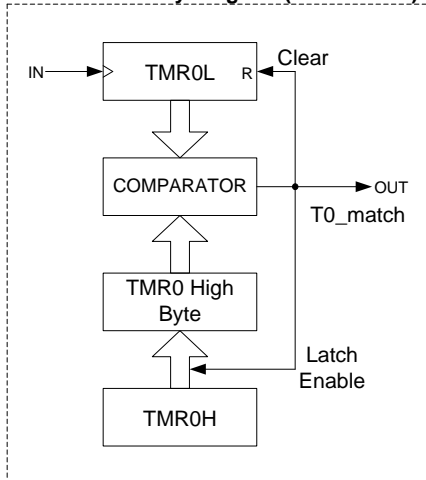 Clear
IN
TMR0L
R
COMPARATOR
OUT
T0_match
TMR0 High
Byte
Latch
Enable
TMR0H